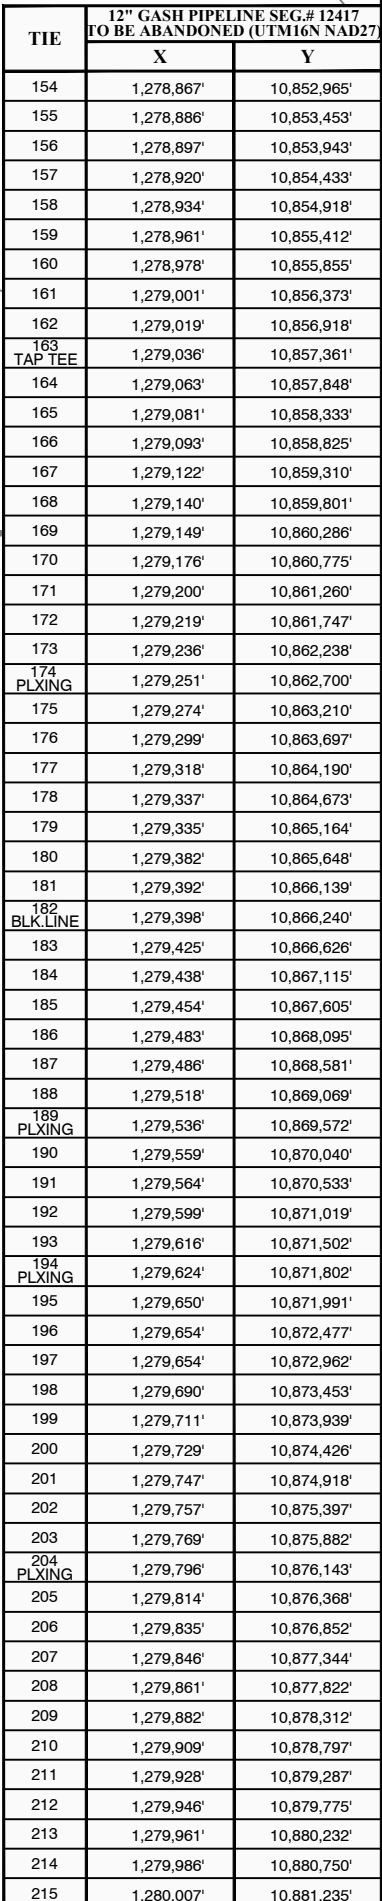 TIE 12" GASH PIPELINE SEG.# 12417
TO BE ABANDONED (UTM16N NAD27)
X Y
154 1,278,867' 10,852,965'
155 1,278,886' 10,853,453'
156 1,278,897' 10,853,943'
157 1,278,920' 10,854,433'
158 1,278,934' 10,854,918'
159 1,278,961' 10,855,412'
160 1,278,978' 10,855,855'
161 1,279,001' 10,856,373'
162 1,279,019' 10,856,918'
163
TAP TEE 1,279,036' 10,857,361'
164 1,279,063' 10,857,848'
165 1,279,081' 10,858,333'
166 1,279,093' 10,858,825'
167 1,279,122' 10,859,310'
168 1,279,140' 10,859,801'
169 1,279,149' 10,860,286'
170 1,279,176' 10,860,775'
171 1,279,200' 10,861,260'
172 1,279,219' 10,861,747'
173 1,279,236' 10,862,238'
174
PLXING 1,279,251' 10,862,700'
175 1,279,274' 10,863,210'
176 1,279,299' 10,863,697'
177 1,279,318' 10,864,190'
178 1,279,337' 10,864,673'
179 1,279,335' 10,865,164'
180 1,279,382' 10,865,648'
181 1,279,392' 10,866,139'
182
BLK.LINE 1,279,398' 10,866,240'
183 1,279,425' 10,866,626'
184 1,279,438' 10,867,115'
185 1,279,454' 10,867,605'
186 1,279,483' 10,868,095'
187 1,279,486' 10,868,581'
188 1,279,518' 10,869,069'
189
PLXING 1,279,536' 10,869,572'
190 1,279,559' 10,870,040'
191 1,279,564' 10,870,533'
192 1,279,599' 10,871,019'
193 1,279,616' 10,871,502'
194
PLXING 1,279,624' 10,871,802'
195 1,279,650' 10,871,991'
196 1,279,654' 10,872,477'
197 1,279,654' 10,872,962'
198 1,279,690' 10,873,453'
199 1,279,711' 10,873,939'
200 1,279,729' 10,874,426'
201 1,279,747' 10,874,918'
202 1,279,757' 10,875,397'
203 1,279,769' 10,875,882'
204
PLXING 1,279,796' 10,876,143'
205 1,279,814' 10,876,368'
206 1,279,835' 10,876,852'
207 1,279,846' 10,877,344'
208 1,279,861' 10,877,822'
209 1,279,882' 10,878,312'
210 1,279,909' 10,878,797'
211 1,279,928' 10,879,287'
212 1,279,946' 10,879,775'
213 1,279,961' 10,880,232'
214 1,279,986' 10,880,750'
215 1,280,007' 10,881,235'